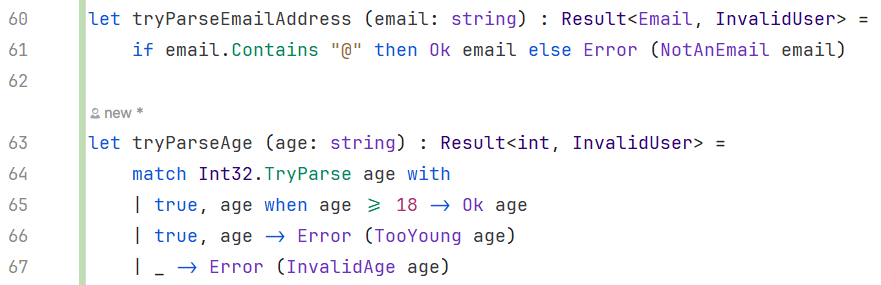 60 let tryParseEmailAddress (email: string) : Result<Email, InvalidUser> =
61 if email.Contains "@" then Ok email else Error (NotAnEmail email)
62
new *
63 let tryParseAge (age: string) : Result<int, InvalidUser> =
64 match Int32.TryParse age with
65 | true, age when age ⩾ 18 → Ok age
66 | true, age → Error (TooYoung age)
67 | _ → Error (InvalidAge age)